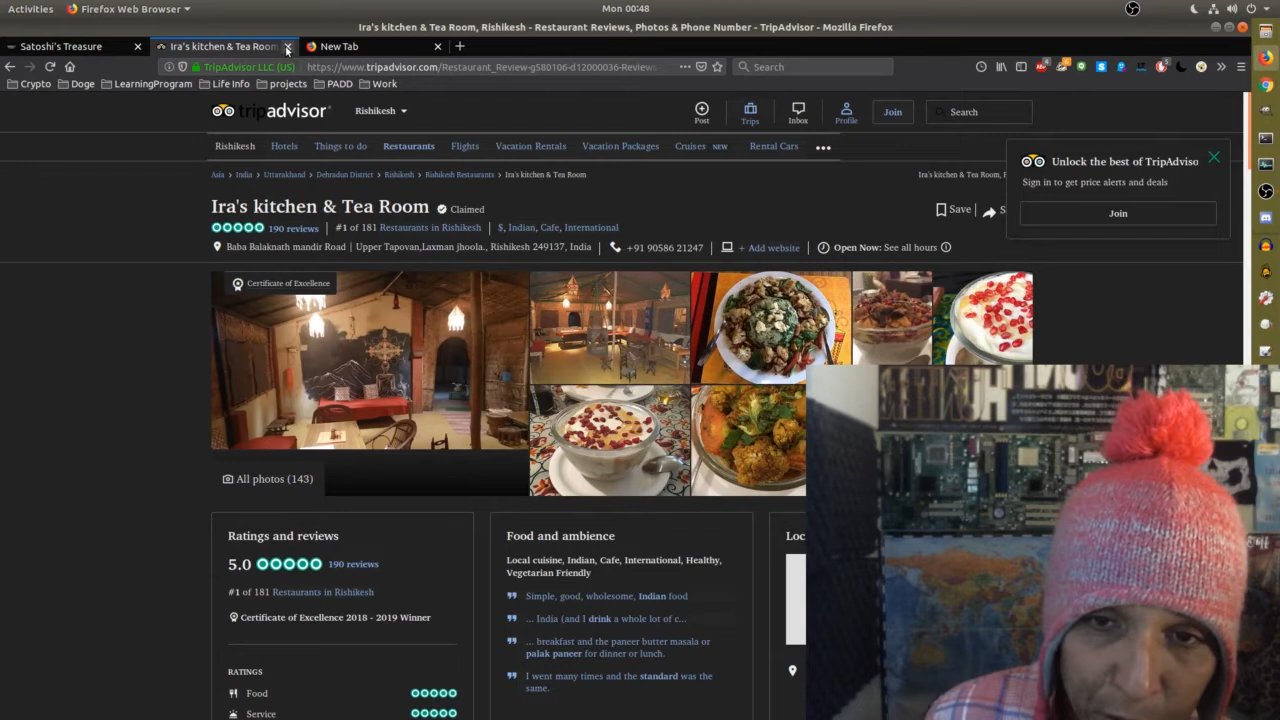 Activities
Firefox Web Browser
Mon 00:48
Ira's kitchen & Tea Room, Rishikesh - Restaurant Reviews, Photos & Phone Number - TripAdvisor - Mozilla Firefox
Satoshi's Treasure
Ira's kitchen & Tea Room
New Tab
TripAdvisor LLC (US)
https://www.tripadvisor.com/Restaurant_Review-g580106-d12000036-Reviews
Search
Crypto
Doge
LearningProgram
Life Info
projects
PADD
Work
tripadvisor
Rishikesh
Post
Trips
Inbox
Profile
Join
Search
Rishikesh
Hotels
Things to do
Restaurants
Flights
Vacation Rentals
Vacation Packages
Cruises NEW
Rental Cars
Unlock the best of TripAdviso
Sign in to get price alerts and deals
Join
Asia > India > Uttarakhand > Dehradun District > Rishikesh > Rishikesh Restaurants > Ira's kitchen & Tea Room
Ira's kitchen & Tea Room, F
Ira's kitchen & Tea Room
Claimed
Save
S
190 reviews
#1 of 181 Restaurants in Rishikesh
$, Indian, Cafe, International
Baba Balaknath mandir Road | Upper Tapovan,Laxman jhoola., Rishikesh 249137, India
+91 90586 21247
+ Add website
Open Now: See all hours
Certificate of Excellence
All photos (143)
Ratings and reviews
5.0
190 reviews
#1 of 181 Restaurants in Rishikesh
Certificate of Excellence 2018 - 2019 Winner
RATINGS
Food
Service
Food and ambience
Local cuisine, Indian, Cafe, International, Healthy,
Vegetarian Friendly
Simple, good, wholesome, Indian food
... India (and I drink a whole lot of c...
... breakfast and the paneer butter masala or
palak paneer for dinner or lunch.
I went many times and the standard was the
same.
Loc